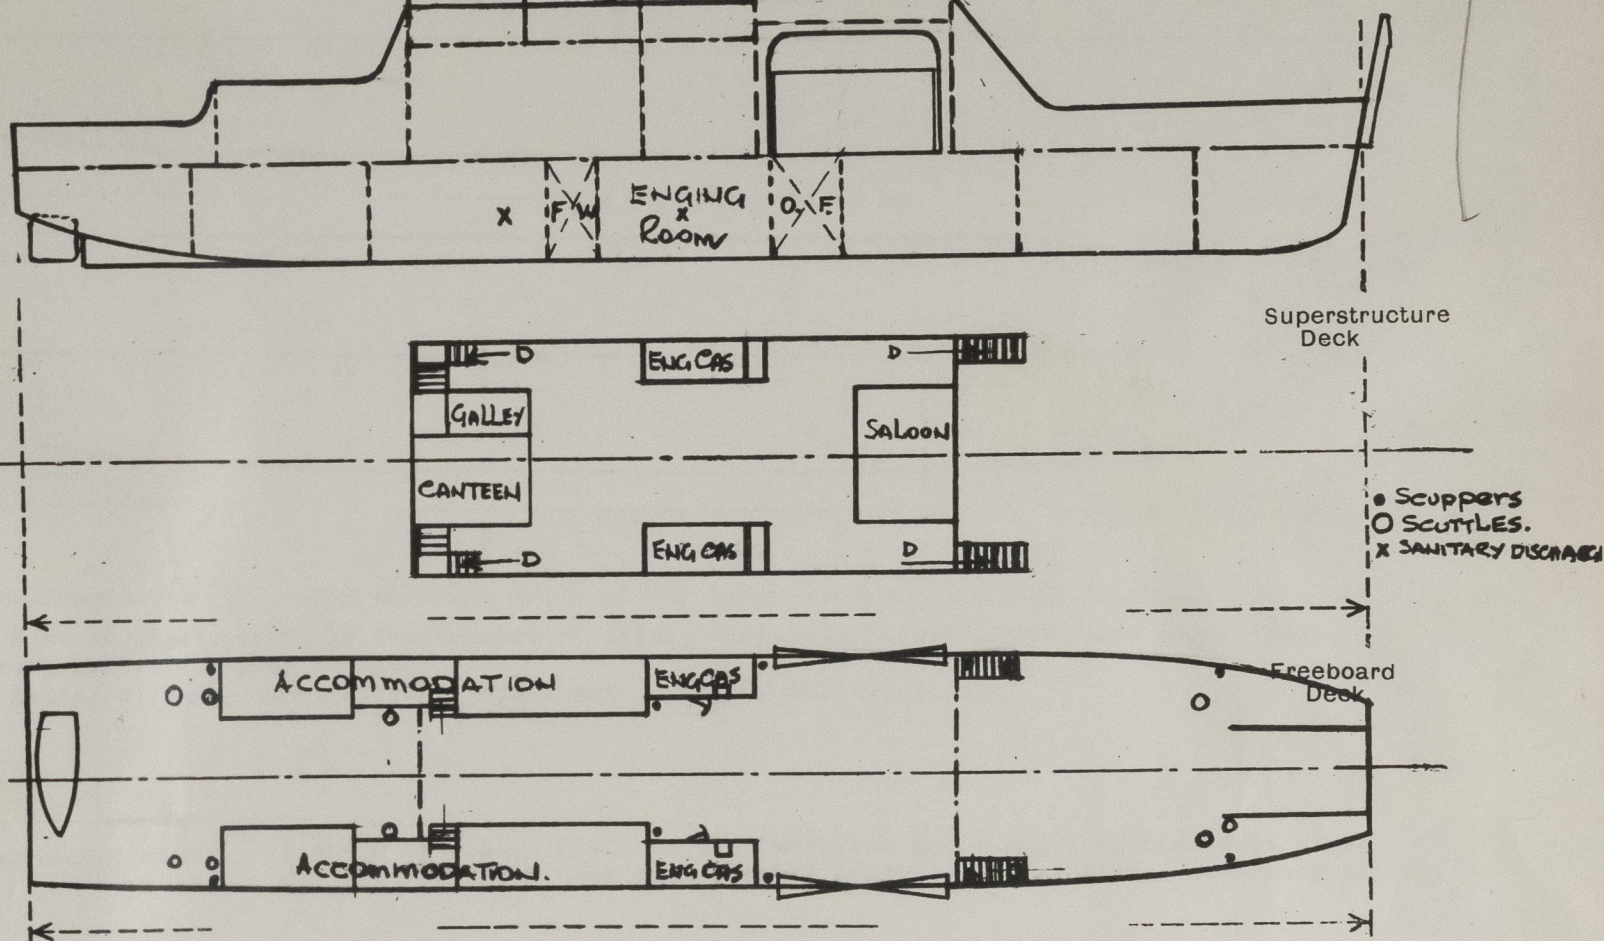 X
F W
ENGING
X
ROOM
O. F.
Superstructure
Deck
D
ENG CAS
D
GALLEY
SALOON
CANTEEN
• Scuppers
O SCUTTLES.
X SANITARY DISCHARGE
D
ENG CAS
D
ACCOMMODATION
ENG CAS
Freeboard
Deck
ACCOMMODATION.
ENG CAS